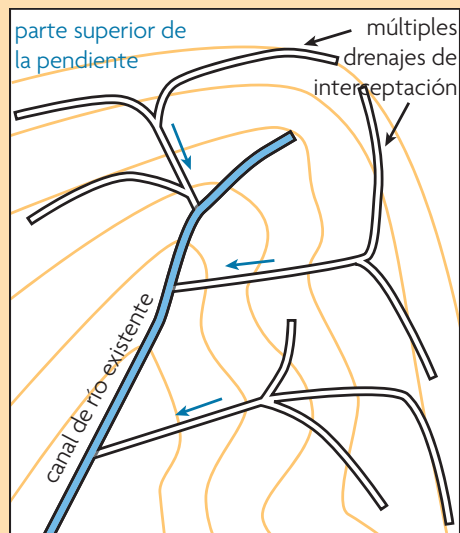 parte superior de
la pendiente
múltiples
drenajes de
interceptación
canal de río existente